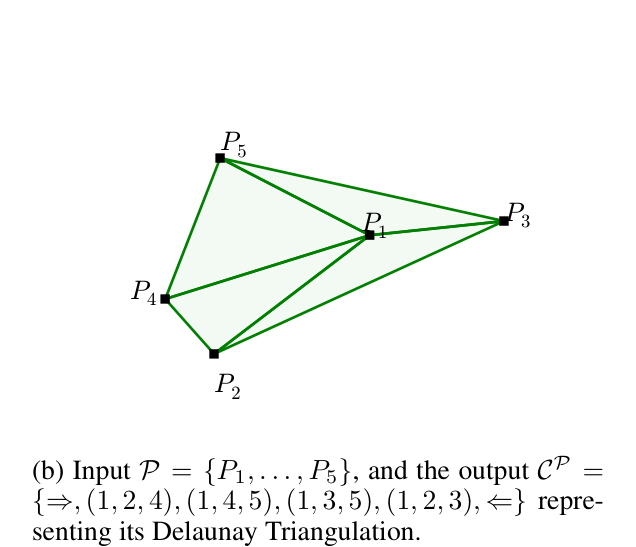 P₅
P₁
P₃
P₄
P₂
(b) Input 𝒫 = {P₁, . . . , P₅}, and the output 𝒞^𝒫 =
{⇒, (1, 2, 4), (1, 4, 5), (1, 3, 5), (1, 2, 3), ⇐} repre-
senting its Delaunay Triangulation.